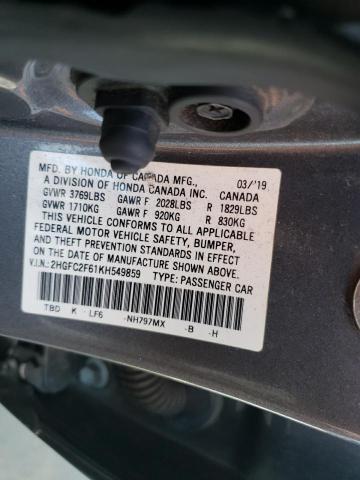 MFD. BY HONDA OF CANADA MFG., 03/'19
A DIVISION OF HONDA CANADA INC. CANADA
GVWR 3769LBS GAWR F 2028LBS R 1829LBS
GVWR 1710KG GAWR F 920KG R 830KG
THIS VEHICLE CONFORMS TO ALL APPLICABLE
FEDERAL MOTOR VEHICLE SAFETY, BUMPER,
AND THEFT PREVENTION STANDARDS IN EFFECT
ON THE DATE OF MANUFACTURE SHOWN ABOVE.
V.I.N.: 2HGFC2F61KH549859 TYPE: PASSENGER CAR
TBD K -LF6 -NH797MX -B -H